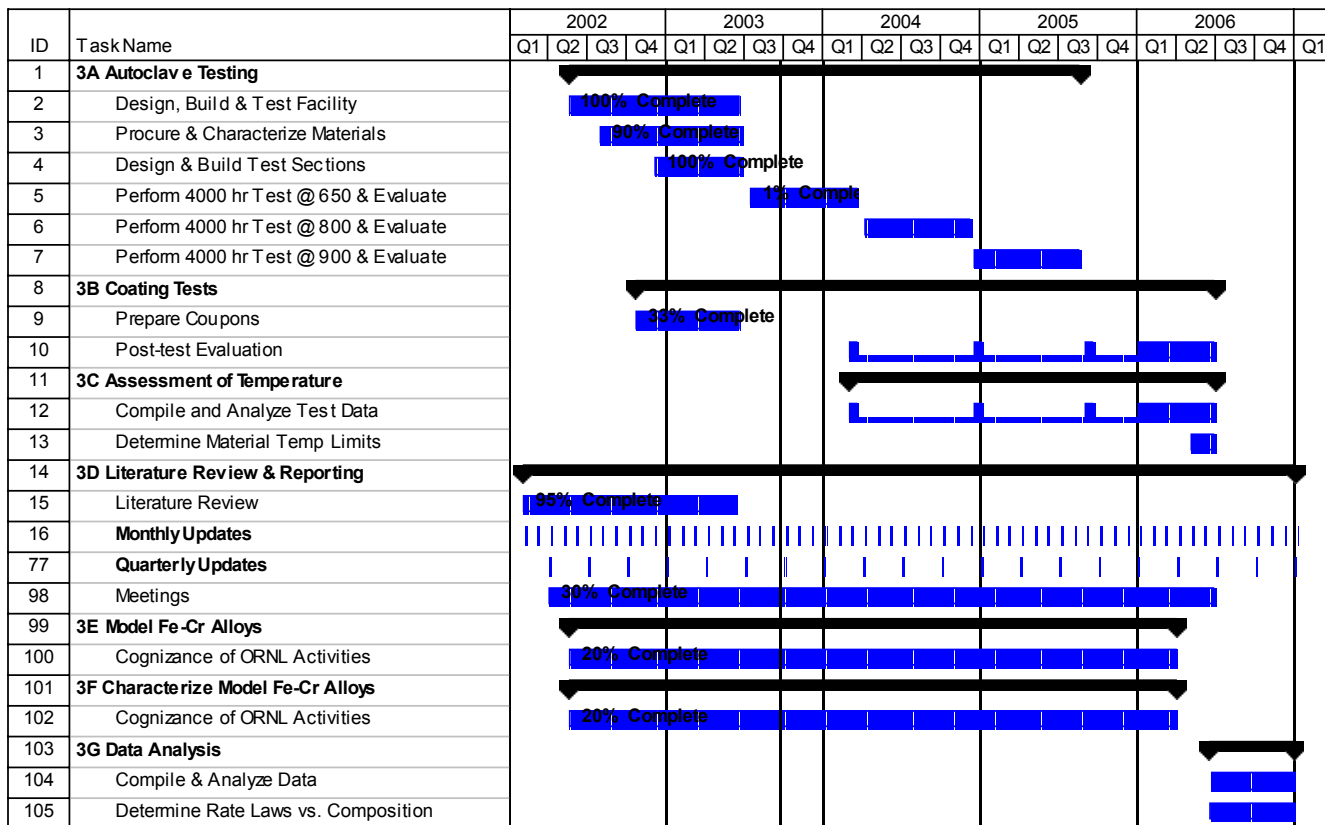 2002 2003 2004 2005 2006
ID Task Name Q1 Q2 Q3 Q4 Q1 Q2 Q3 Q4 Q1 Q2 Q3 Q4 Q1 Q2 Q3 Q4 Q1 Q2 Q3 Q4 Q1
1 3A Autoclave Testing
2 Design, Build & Test Facility 100% Complete
3 Procure & Characterize Materials 90% Complete
4 Design & Build Test Sections 100% Complete
5 Perform 4000 hr Test @ 650 & Evaluate 1% Comple
6 Perform 4000 hr Test @ 800 & Evaluate
7 Perform 4000 hr Test @ 900 & Evaluate
8 3B Coating Tests
9 Prepare Coupons 33% Complete
10 Post-test Evaluation
11 3C Assessment of Temperature
12 Compile and Analyze Test Data
13 Determine Material Temp Limits
14 3D Literature Review & Reporting
15 Literature Review 95% Complete
16 Monthly Updates
77 Quarterly Updates
98 Meetings 30% Complete
99 3E Model Fe-Cr Alloys
100 Cognizance of ORNL Activities 20% Complete
101 3F Characterize Model Fe-Cr Alloys
102 Cognizance of ORNL Activities 20% Complete
103 3G Data Analysis
104 Compile & Analyze Data
105 Determine Rate Laws vs. Composition